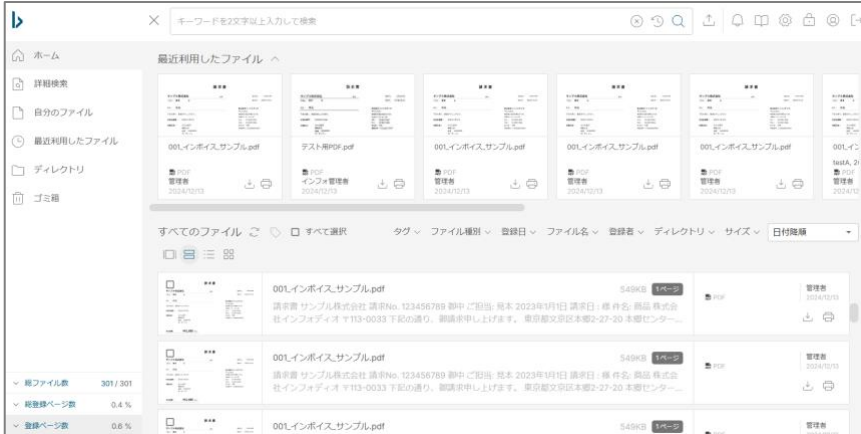 キーワードを2文字以上入力して検索
ホーム
詳細検索
自分のファイル
最近利用したファイル
ディレクトリ
ゴミ箱
総ファイル数 301 / 301
総登録ページ数 0.4 %
登録ページ数 0.6 %
最近利用したファイル
001_インボイス_サンプル.pdf
PDF
管理者
2024/12/13
テスト用PDF.pdf
PDF
インフォ管理者
2024/12/13
001_インボイス_サンプル.pdf
PDF
管理者
2024/12/13
001_インボイス_サンプル.pdf
PDF
管理者
2024/12/13
001_インボイス_サンプル.pdf
PDF
管理者
2024/12/13
testA, 2
PDF
管理者
2024/12/13
すべてのファイル すべて選択 タグ ファイル種別 登録日 ファイル名 登録者 ディレクトリ サイズ 日付降順
001_インボイス_サンプル.pdf 549KB 1ページ
請求書 サンプル株式会社 請求No. 123456789 御中 ご担当: 見本 2023年1月1日 請求日 : 様 件名: 商品 株式会
社インフォディオ 〒113-0033 下記の通り、御請求申し上げます。 東京都文京区本郷2-27-20 本郷センター...
PDF
管理者
2024/12/13
001_インボイス_サンプル.pdf 549KB 1ページ
請求書 サンプル株式会社 請求No. 123456789 御中 ご担当: 見本 2023年1月1日 請求日 : 様 件名: 商品 株式会
社インフォディオ 〒113-0033 下記の通り、御請求申し上げます。 東京都文京区本郷2-27-20 本郷センター...
PDF
管理者
2024/12/13
001_インボイス_サンプル.pdf 549KB 1ページ
管理者